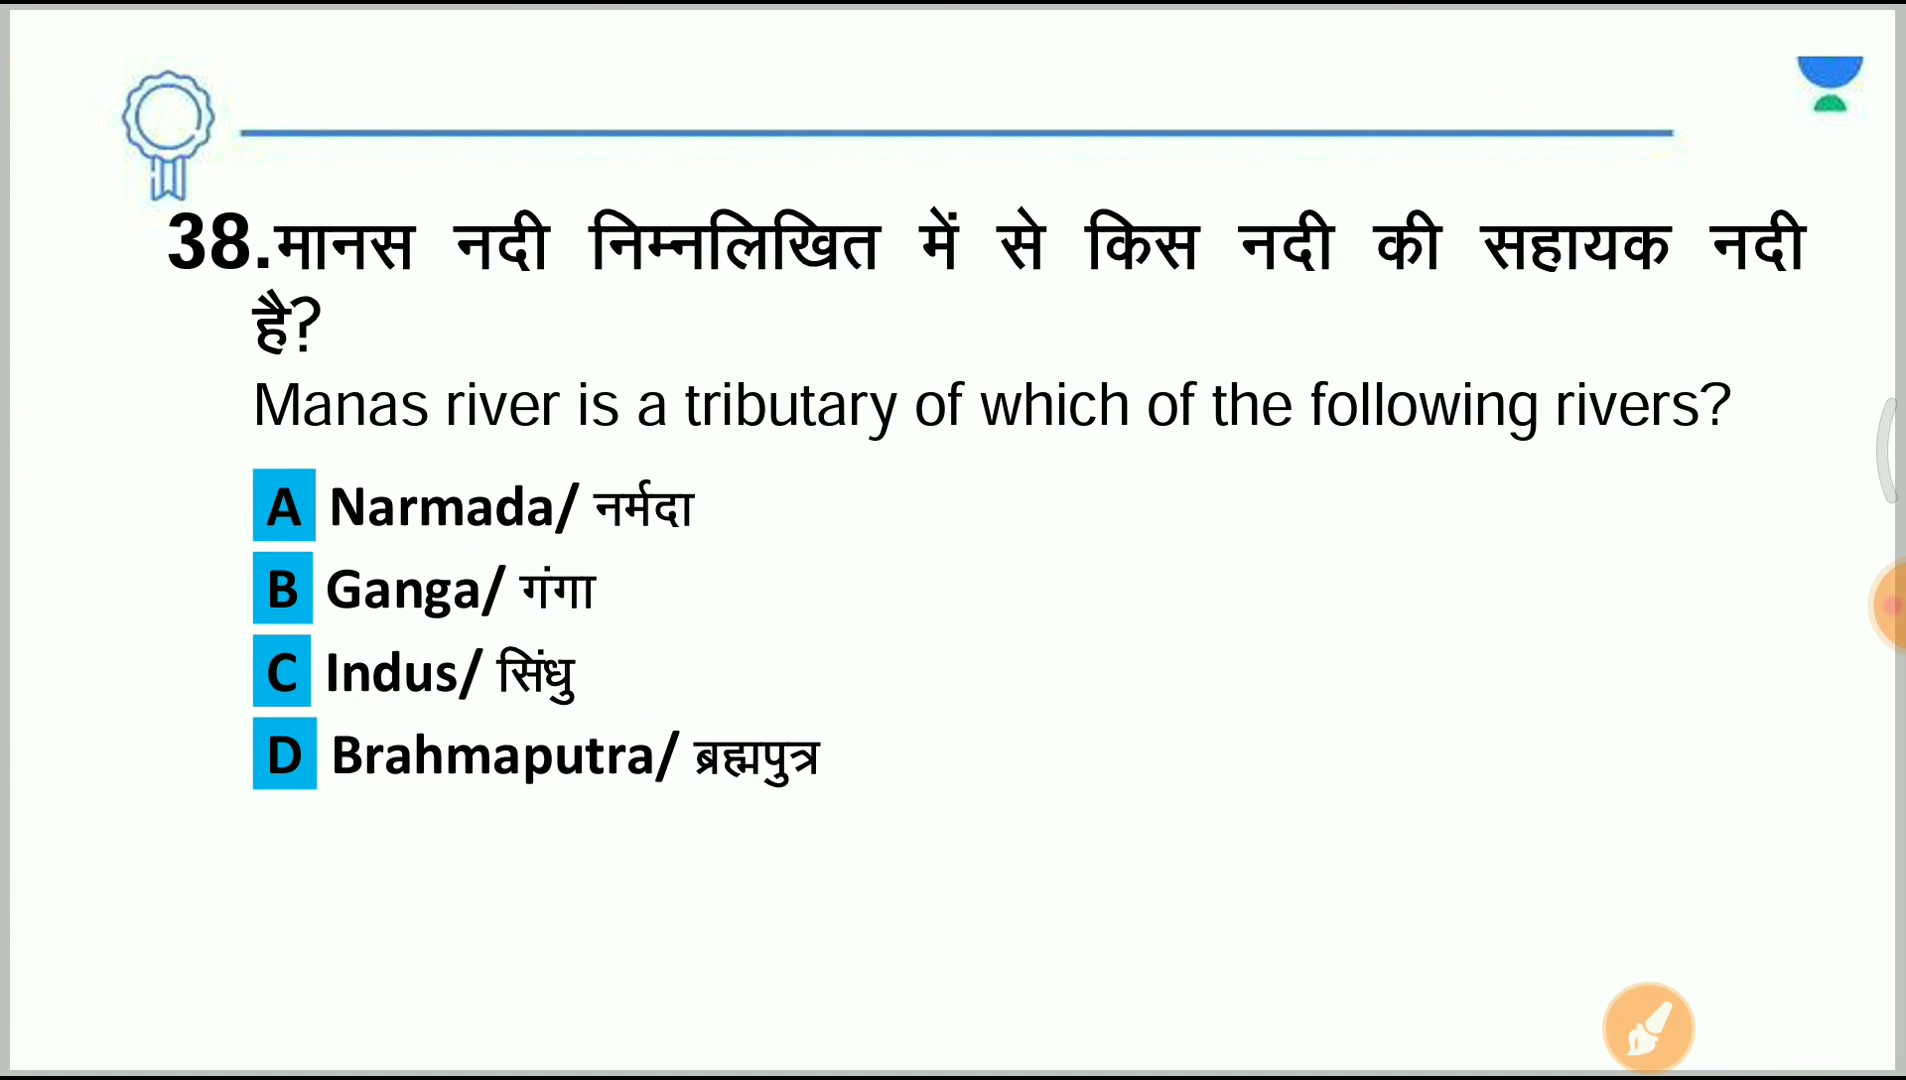 38.मानस नदी निम्नलिखित में से किस नदी की सहायक नदी
है?
Manas river is a tributary of which of the following rivers?
A Narmada/ नर्मदा
B Ganga/ गंगा
C Indus/ सिंधु
D Brahmaputra/ ब्रह्मपुत्र